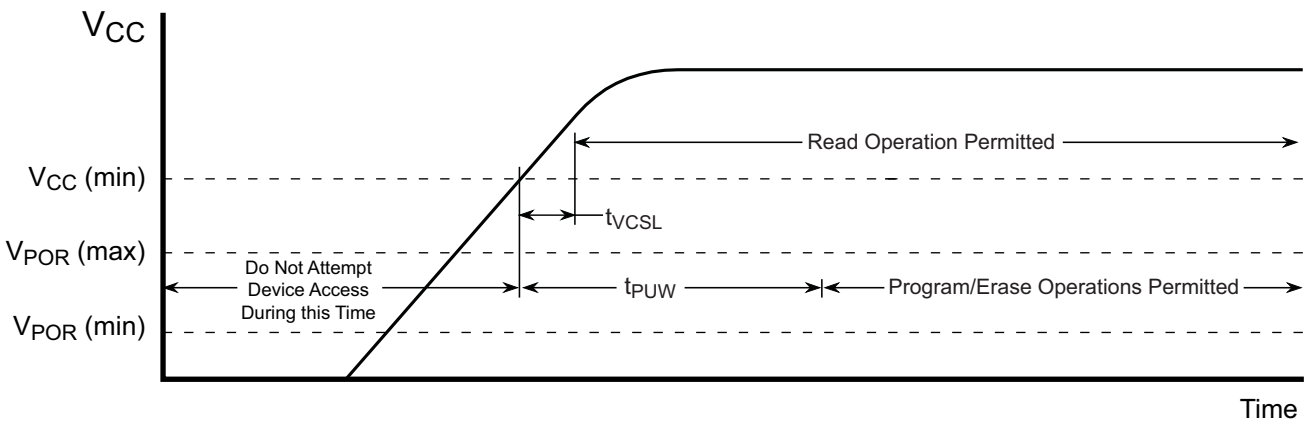 VCC
Read Operation Permitted
VCC (min)
tVCSL
VPOR (max)
Do Not Attempt
Device Access
During this Time
tPUW
Program/Erase Operations Permitted
VPOR (min)
Time